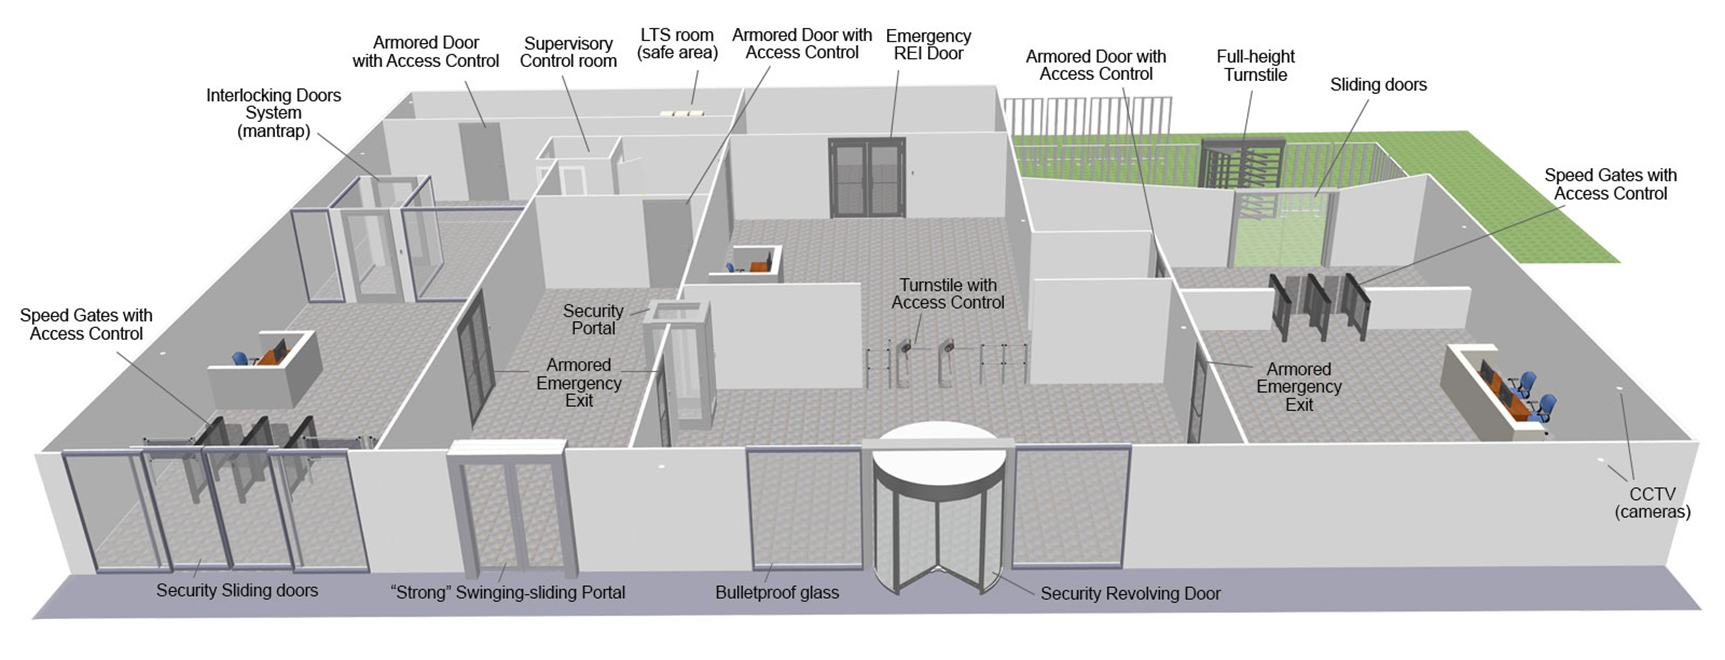 Armored Door
with Access Control
Supervisory
Control room
LTS room
(safe area)
Armored Door with
Access Control
Emergency
REI Door
Armored Door with
Access Control
Full-height
Turnstile
Sliding doors
Interlocking Doors
System
(mantrap)
Speed Gates with
Access Control
Speed Gates with
Access Control
Security
Portal
Turnstile with
Access Control
Armored
Emergency
Exit
Armored
Emergency
Exit
CCTV
(cameras)
Security Sliding doors
“Strong” Swinging-sliding Portal
Bulletproof glass
Security Revolving Door